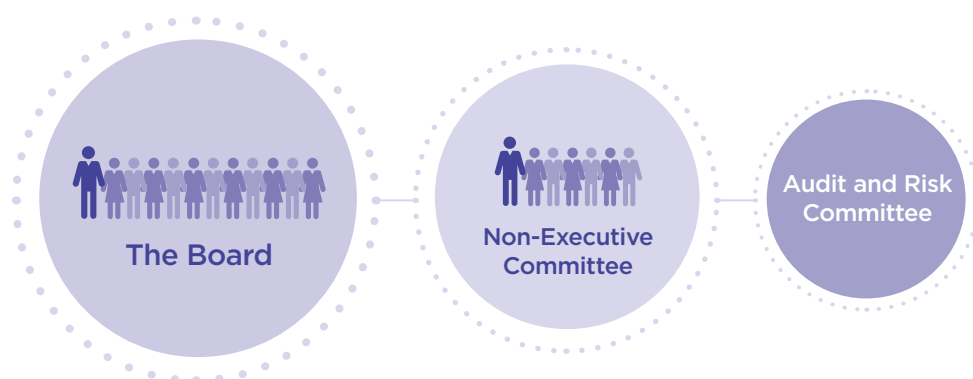 The Board
Non-Executive
Committee
Audit and Risk
Committee